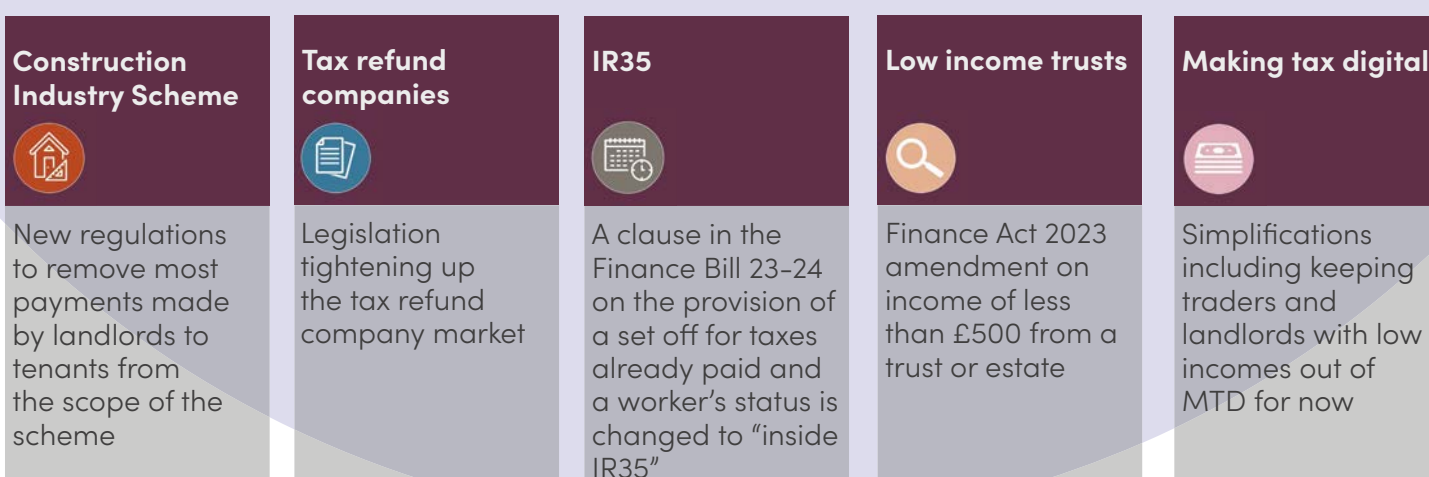 Construction
Industry Scheme
New regulations
to remove most
payments made
by landlords to
tenants from
the scope of the
scheme
Tax refund
companies
Legislation
tightening up
the tax refund
company market
IR35
A clause in the
Finance Bill 23-24
on the provision of
a set off for taxes
already paid and
a worker's status is
changed to "inside
IR35"
Low income trusts
Finance Act 2023
amendment on
income of less
than £500 from a
trust or estate
Making tax digital
Simplifications
including keeping
traders and
landlords with low
incomes out of
MTD for now